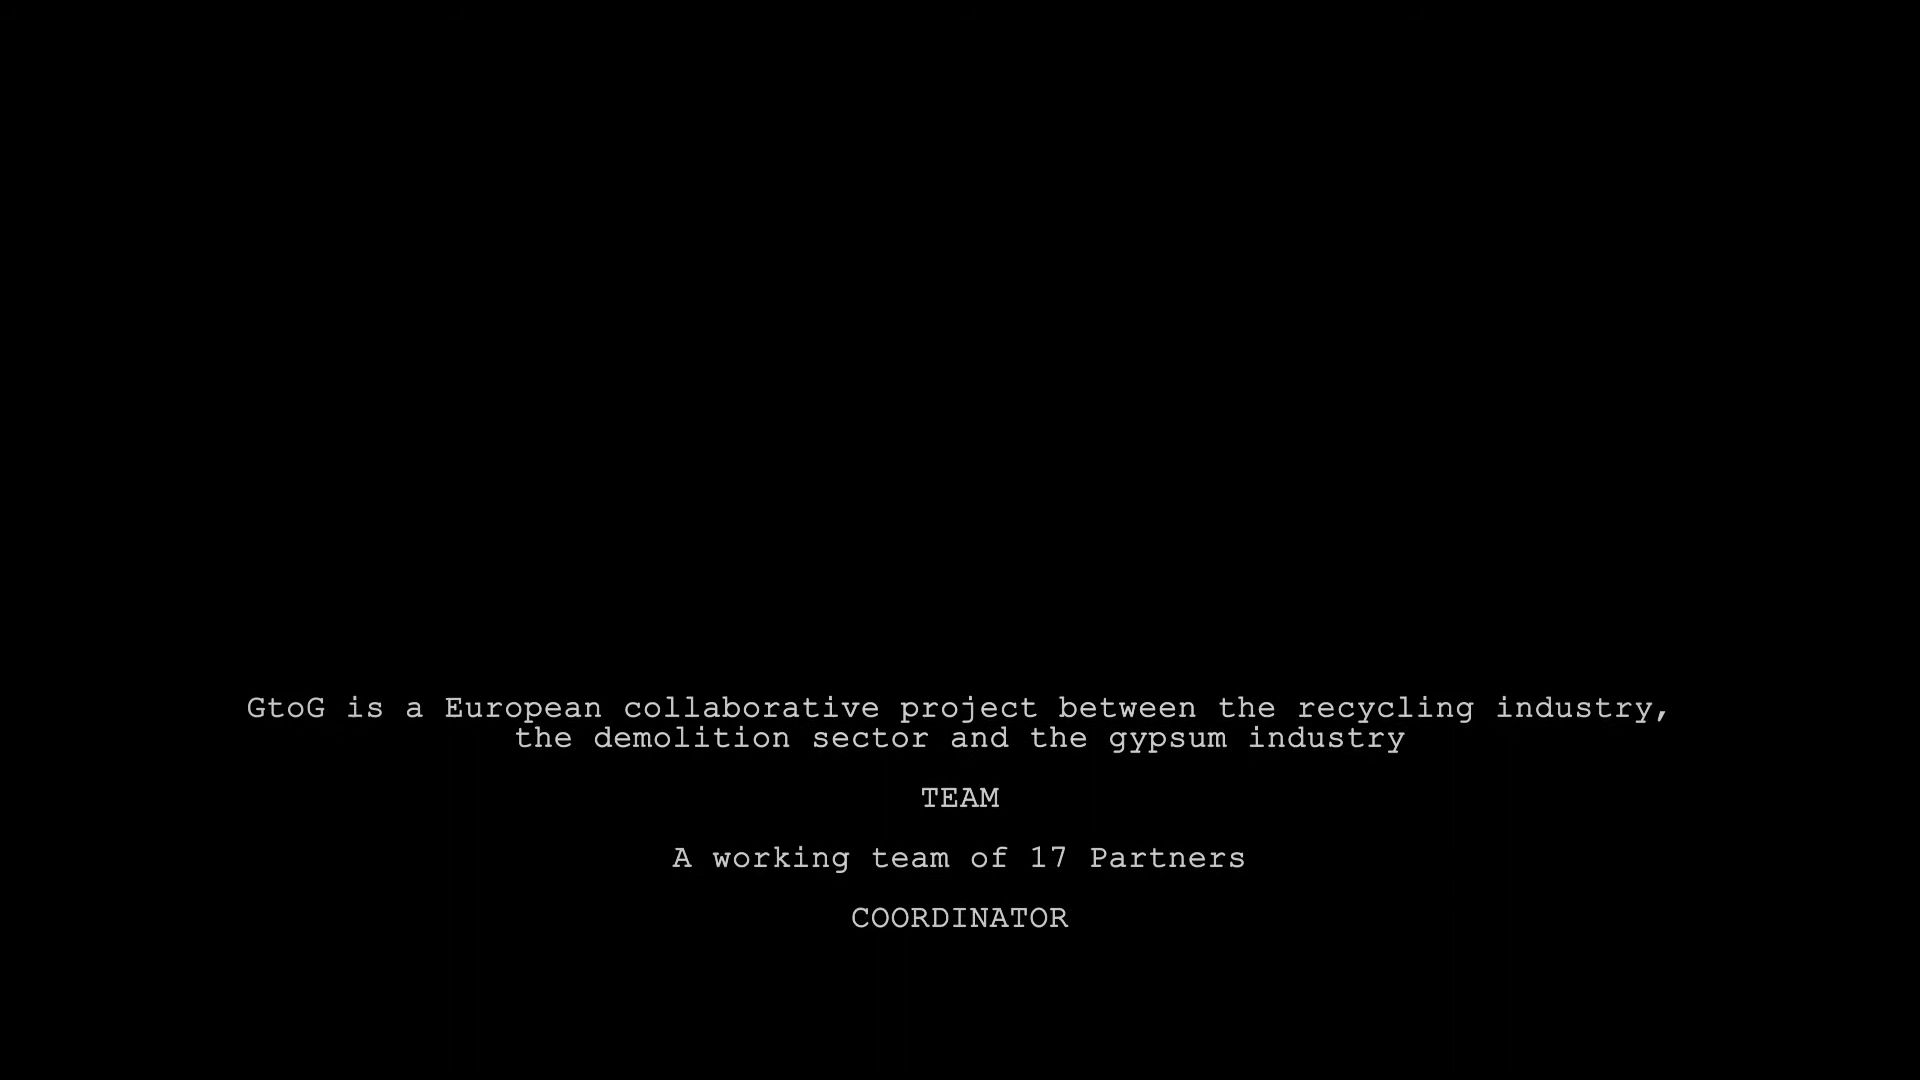 GtoG is a European collaborative project between the recycling industry,
the demolition sector and the gypsum industry
TEAM
A working team of 17 Partners
COORDINATOR